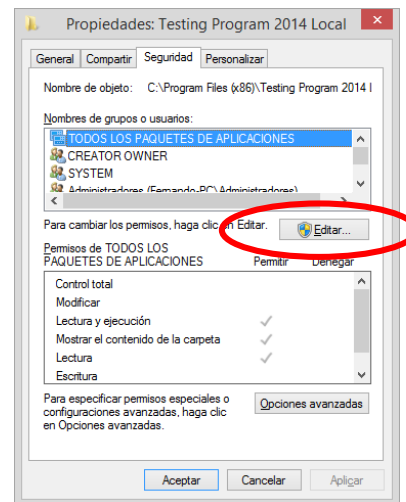 Propiedades: Testing Program 2014 Local
General Compartir Seguridad Personalizar
Nombre de objeto: C:\Program Files (x86)\Testing Program 2014 l
Nombres de grupos o usuarios:
TODOS LOS PAQUETES DE APLICACIONES
CREATOR OWNER
SYSTEM
Administradores (Fernando-PC\Administradores)
Para cambiar los permisos, haga clic en Editar. Editar...
Permisos de TODOS LOS
PAQUETES DE APLICACIONES Permitir Denegar
Control total
Modificar
Lectura y ejecución
Mostrar el contenido de la carpeta
Lectura
Escritura
Para especificar permisos especiales o
configuraciones avanzadas, haga clic
en Opciones avanzadas. Opciones avanzadas
Aceptar Cancelar Aplicar